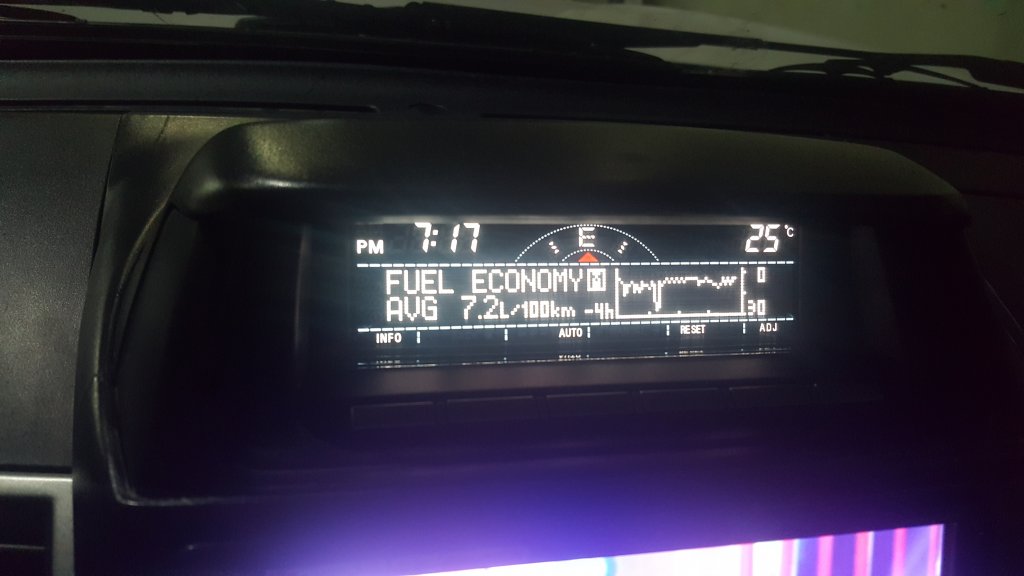 PM 7:17 E 25°C
FUEL ECONOMY M 0
AVG 7.2L/100km -4h 30
INFO AUTO RESET ADJ